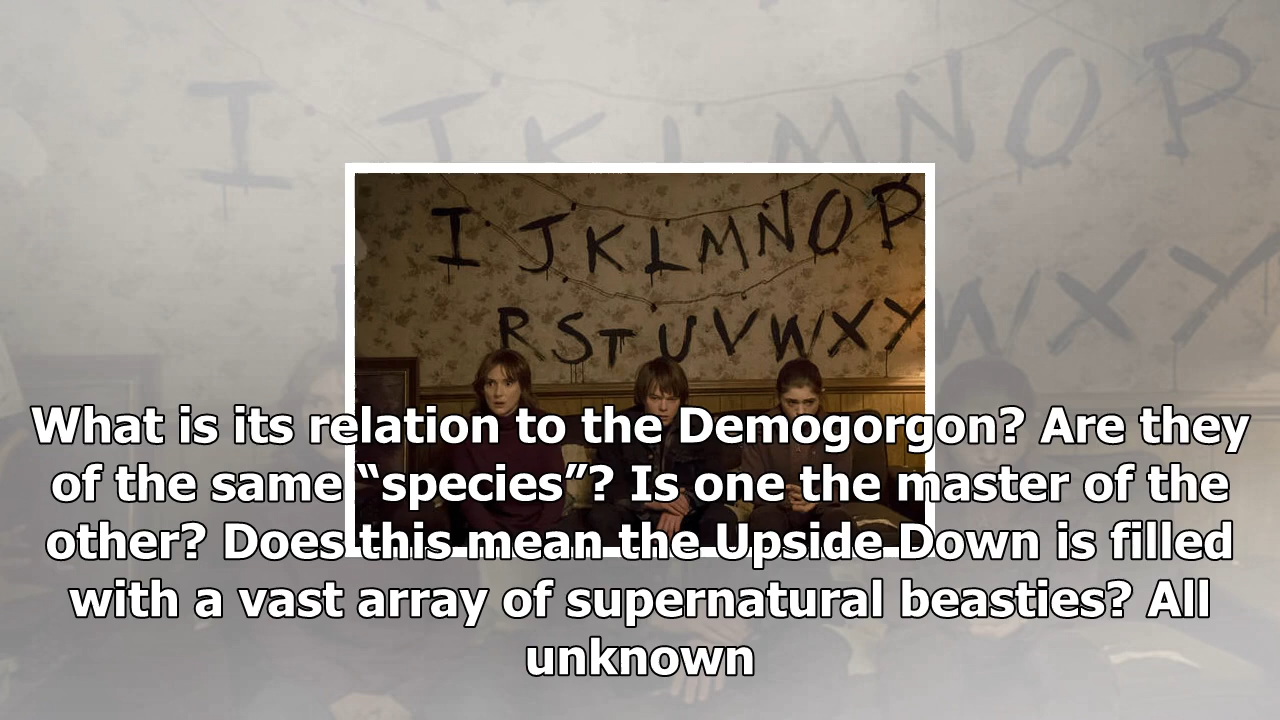 I J K L M N O P
W X Y
I J K L M N O P
R S T U V W X Y
What is its relation to the Demogorgon? Are they
of the same “species”? Is one the master of the
other? Does this mean the Upside Down is filled
with a vast array of supernatural beasties? All
unknown